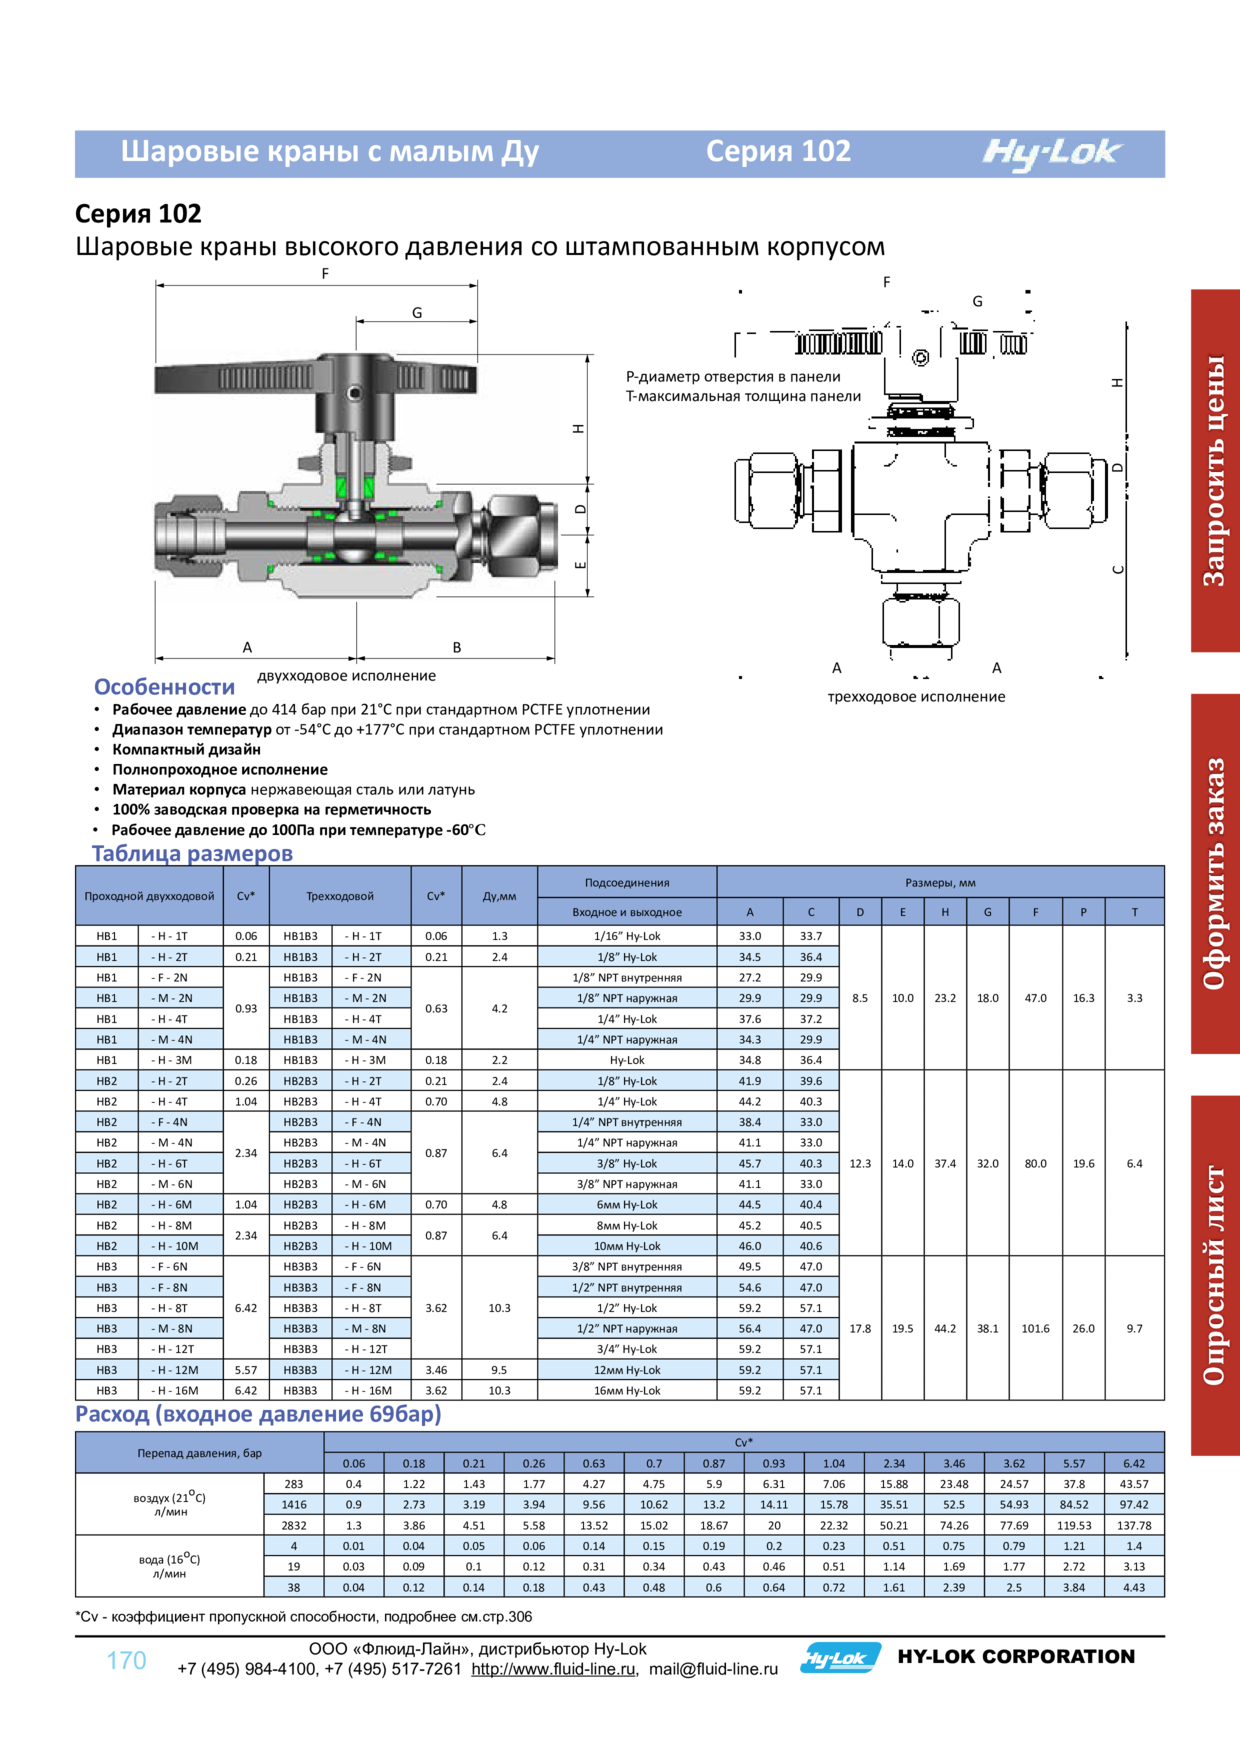 Шаровые краны с малым Ду Серия 102 Hy-Lok
Серия 102
Шаровые краны высокого давления со штампованным корпусом
F
G
H
D
E
A B
двухходовое исполнение
F
G
P-диаметр отверстия в панели
T-максимальная толщина панели
H
D
C
A A
трехходовое исполнение
Запросить цены
Оформить заказ
Опросный лист
Особенности
• Рабочее давление до 414 бар при 21°С при стандартном PCTFE уплотнении
• Диапазон температур от -54°С до +177°С при стандартном PCTFE уплотнении
• Компактный дизайн
• Полнопроходное исполнение
• Материал корпуса нержавеющая сталь или латунь
• 100% заводская проверка на герметичность
• Рабочее давление до 100Па при температуре -60°С
Таблица размеров
Проходной двухходовой Cv* Трехходовой Cv* Ду,мм Подсоединения Размеры, мм
Входное и выходное A C D E H G F P T
HB1 - H - 1T 0.06 HB1B3 - H - 1T 0.06 1.3 1/16” Hy-Lok 33.0 33.7
HB1 - H - 2T 0.21 HB1B3 - H - 2T 0.21 2.4 1/8” Hy-Lok 34.5 36.4
HB1 - F - 2N HB1B3 - F - 2N 1/8” NPT внутренняя 27.2 29.9
HB1 - M - 2N 0.93 HB1B3 - M - 2N 0.63 4.2 1/8” NPT наружная 29.9 29.9 8.5 10.0 23.2 18.0 47.0 16.3 3.3
HB1 - H - 4T HB1B3 - H - 4T 1/4” Hy-Lok 37.6 37.2
HB1 - M - 4N HB1B3 - M - 4N 1/4” NPT наружная 34.3 29.9
HB1 - H - 3M 0.18 HB1B3 - H - 3M 0.18 2.2 Hy-Lok 34.8 36.4
HB2 - H - 2T 0.26 HB2B3 - H - 2T 0.21 2.4 1/8” Hy-Lok 41.9 39.6
HB2 - H - 4T 1.04 HB2B3 - H - 4T 0.70 4.8 1/4” Hy-Lok 44.2 40.3
HB2 - F - 4N HB2B3 - F - 4N 1/4” NPT внутренняя 38.4 33.0
HB2 - M - 4N 2.34 HB2B3 - M - 4N 0.87 6.4 1/4” NPT наружная 41.1 33.0
HB2 - H - 6T HB2B3 - H - 6T 3/8” Hy-Lok 45.7 40.3 12.3 14.0 37.4 32.0 80.0 19.6 6.4
HB2 - M - 6N HB2B3 - M - 6N 3/8” NPT наружная 41.1 33.0
HB2 - H - 6M 1.04 HB2B3 - H - 6M 0.70 4.8 6мм Hy-Lok 44.5 40.4
HB2 - H - 8M 2.34 HB2B3 - H - 8M 0.87 6.4 8мм Hy-Lok 45.2 40.5
HB2 - H - 10M HB2B3 - H - 10M 10мм Hy-Lok 46.0 40.6
HB3 - F - 6N HB3B3 - F - 6N 3/8” NPT внутренняя 49.5 47.0
HB3 - F - 8N HB3B3 - F - 8N 1/2” NPT внутренняя 54.6 47.0
HB3 - H - 8T 6.42 HB3B3 - H - 8T 3.62 10.3 1/2” Hy-Lok 59.2 57.1
HB3 - M - 8N HB3B3 - M - 8N 1/2” NPT наружная 56.4 47.0 17.8 19.5 44.2 38.1 101.6 26.0 9.7
HB3 - H - 12T HB3B3 - H - 12T 3/4” Hy-Lok 59.2 57.1
HB3 - H - 12M 5.57 HB3B3 - H - 12M 3.46 9.5 12мм Hy-Lok 59.2 57.1
HB3 - H - 16M 6.42 HB3B3 - H - 16M 3.62 10.3 16мм Hy-Lok 59.2 57.1
Расход (входное давление 69бар)
Перепад давления, бар Cv*
0.06 0.18 0.21 0.26 0.63 0.7 0.87 0.93 1.04 2.34 3.46 3.62 5.57 6.42
воздух (21°C) л/мин 283 0.4 1.22 1.43 1.77 4.27 4.75 5.9 6.31 7.06 15.88 23.48 24.57 37.8 43.57
1416 0.9 2.73 3.19 3.94 9.56 10.62 13.2 14.11 15.78 35.51 52.5 54.93 84.52 97.42
2832 1.3 3.86 4.51 5.58 13.52 15.02 18.67 20 22.32 50.21 74.26 77.69 119.53 137.78
вода (16°C) л/мин 4 0.01 0.04 0.05 0.06 0.14 0.15 0.19 0.2 0.23 0.51 0.75 0.79 1.21 1.4
19 0.03 0.09 0.1 0.12 0.31 0.34 0.43 0.46 0.51 1.14 1.69 1.77 2.72 3.13
38 0.04 0.12 0.14 0.18 0.43 0.48 0.6 0.64 0.72 1.61 2.39 2.5 3.84 4.43
*Cv - коэффициент пропускной способности, подробнее см.стр.306
170
ООО «Флюид-Лайн», дистрибьютор Hy-Lok
+7 (495) 984-4100, +7 (495) 517-7261 http://www.fluid-line.ru, mail@fluid-line.ru
Hy-Lok HY-LOK CORPORATION